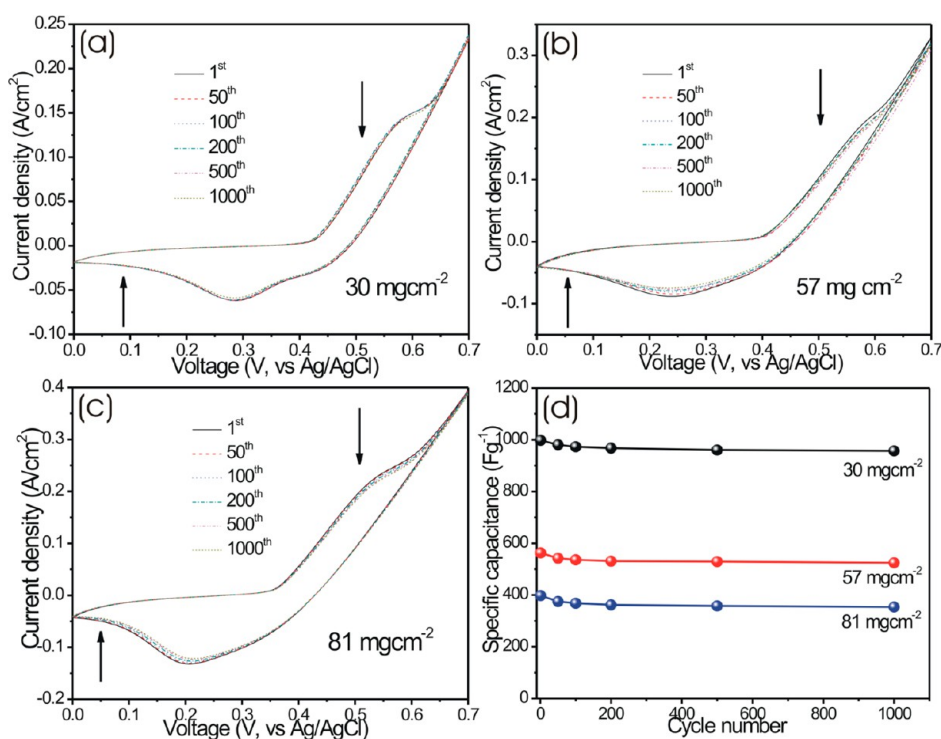 (a)
0.25
0.20
0.15
0.10
0.05
0.00
-0.05
-0.10
Current density (A/cm²)
1st
50th
100th
200th
500th
1000th
30 mgcm⁻²
0.0 0.1 0.2 0.3 0.4 0.5 0.6 0.7
Voltage (V, vs Ag/AgCl)
(b)
0.3
0.2
0.1
0.0
-0.1
Current density (A/cm²)
1st
50th
100th
200th
500th
1000th
57 mg cm⁻²
0.0 0.1 0.2 0.3 0.4 0.5 0.6 0.7
Voltage (V, vs Ag/AgCl)
(c)
0.4
0.3
0.2
0.1
0.0
-0.1
-0.2
Current density (A/cm²)
1st
50th
100th
200th
500th
1000th
81 mgcm⁻²
0.0 0.1 0.2 0.3 0.4 0.5 0.6 0.7
Voltage (V, vs Ag/AgCl)
(d)
1200
1000
800
600
400
200
0
Specific capacitance (Fg⁻¹)
30 mgcm⁻²
57 mgcm⁻²
81 mgcm⁻²
0 200 400 600 800 1000
Cycle number